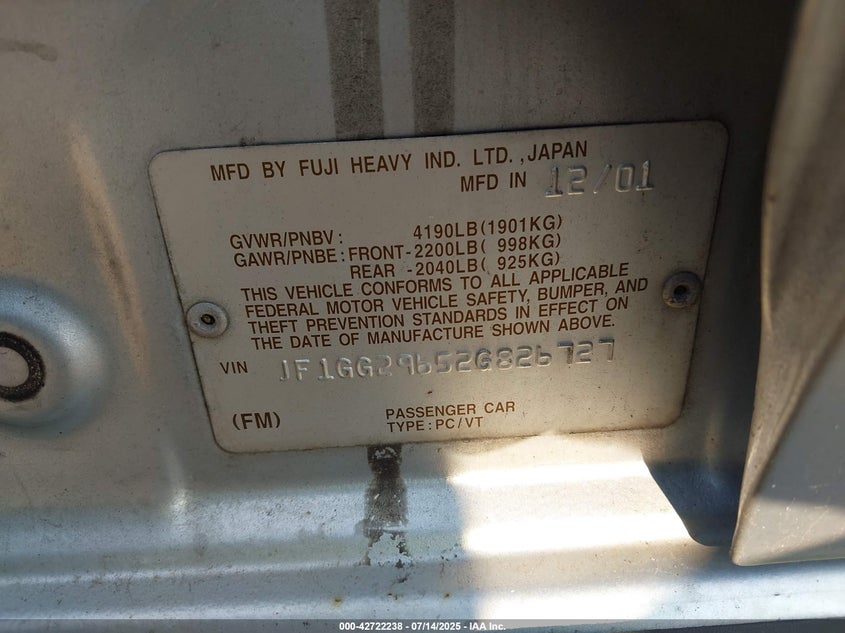 MFD BY FUJI HEAVY IND. LTD. ,JAPAN
MFD IN 12/01
GVWR/PNBV: 4190LB(1901KG)
GAWR/PNBE: FRONT-2200LB( 998KG)
REAR -2040LB( 925KG)
THIS VEHICLE CONFORMS TO ALL APPLICABLE
FEDERAL MOTOR VEHICLE SAFETY, BUMPER, AND
THEFT PREVENTION STANDARDS IN EFFECT ON
THE DATE OF MANUFACTURE SHOWN ABOVE.
VIN JF1GG29652G826727
(FM) PASSENGER CAR
TYPE: PC/VT
000-42722238 - 07/14/2025 - IAA Inc.